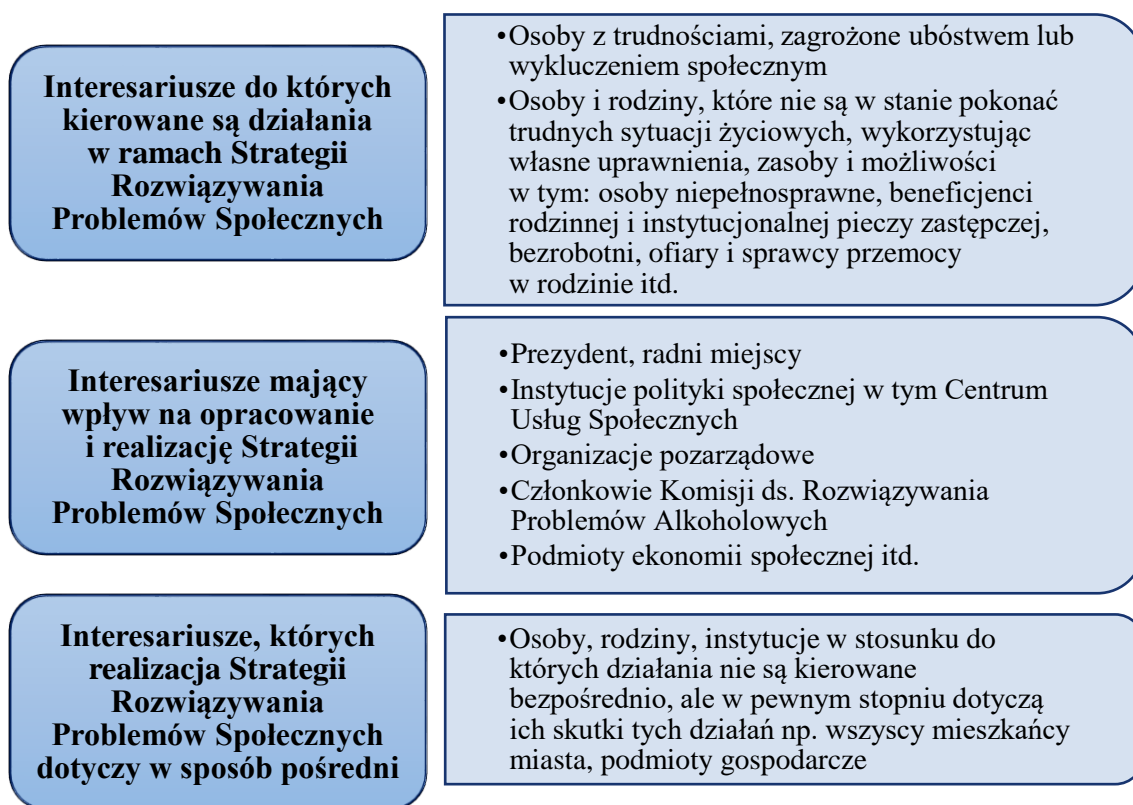 Interesariusze do których
kierowane są działania
w ramach Strategii
Rozwiązywania
Problemów Społecznych
•Osoby z trudnościami, zagrożone ubóstwem lub
wykluczeniem społecznym
•Osoby i rodziny, które nie są w stanie pokonać
trudnych sytuacji życiowych, wykorzystując
własne uprawnienia, zasoby i możliwości
w tym: osoby niepełnosprawne, beneficjenci
rodzinnej i instytucjonalnej pieczy zastępczej,
bezrobotni, ofiary i sprawcy przemocy
w rodzinie itd.
Interesariusze mający
wpływ na opracowanie
i realizację Strategii
Rozwiązywania
Problemów Społecznych
•Prezydent, radni miejscy
•Instytucje polityki społecznej w tym Centrum
Usług Społecznych
•Organizacje pozarządowe
•Członkowie Komisji ds. Rozwiązywania
Problemów Alkoholowych
•Podmioty ekonomii społecznej itd.
Interesariusze, których
realizacja Strategii
Rozwiązywania
Problemów Społecznych
dotyczy w sposób pośredni
•Osoby, rodziny, instytucje w stosunku do
których działania nie są kierowane
bezpośrednio, ale w pewnym stopniu dotyczą
ich skutki tych działań np. wszyscy mieszkańcy
miasta, podmioty gospodarcze